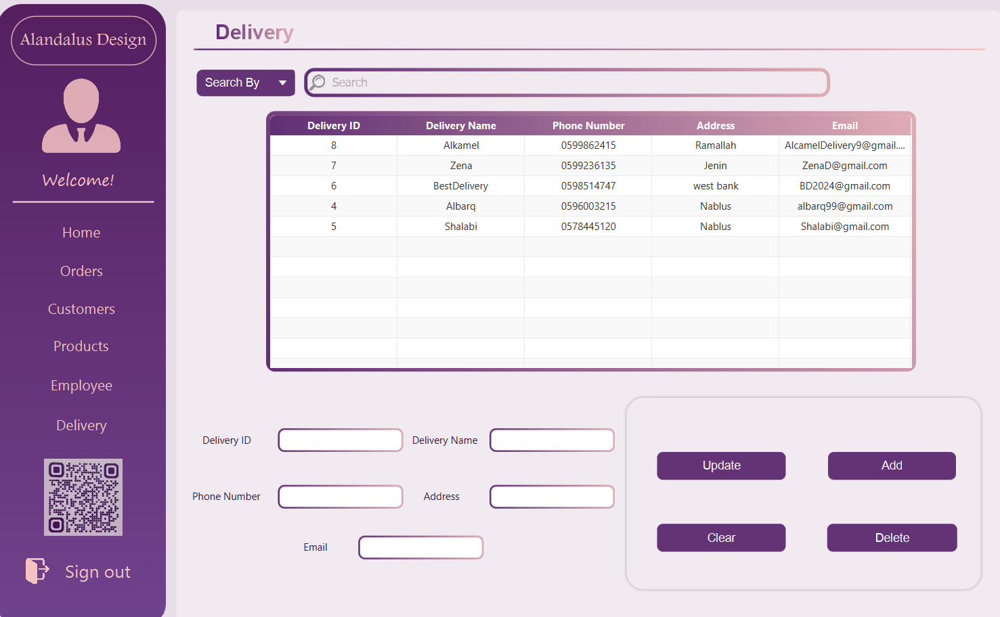 Alandalus Design
Welcome!
Home
Orders
Customers
Products
Employee
Delivery
Sign out
Delivery
Search By
Search
Delivery ID Delivery Name Phone Number Address Email
8 Alkamel 0599862415 Ramallah AlcamelDelivery9@gmail....
7 Zena 0599236135 Jenin ZenaD@gmail.com
6 BestDelivery 0598514747 west bank BD2024@gmail.com
4 Albarq 0596003215 Nablus albarq99@gmail.com
5 Shalabi 0578445120 Nablus Shalabi@gmail.com
Delivery ID Delivery Name
Phone Number Address
Email
Update Add
Clear Delete